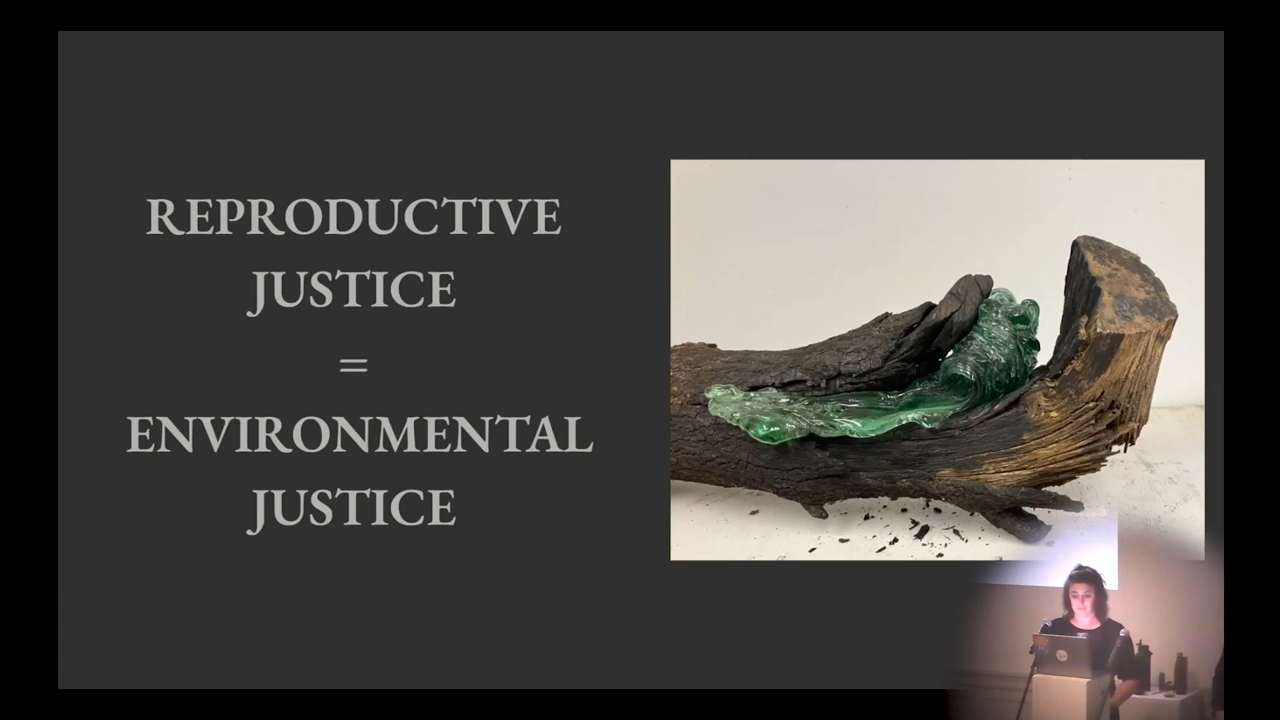 REPRODUCTIVE
JUSTICE
=
ENVIRONMENTAL
JUSTICE